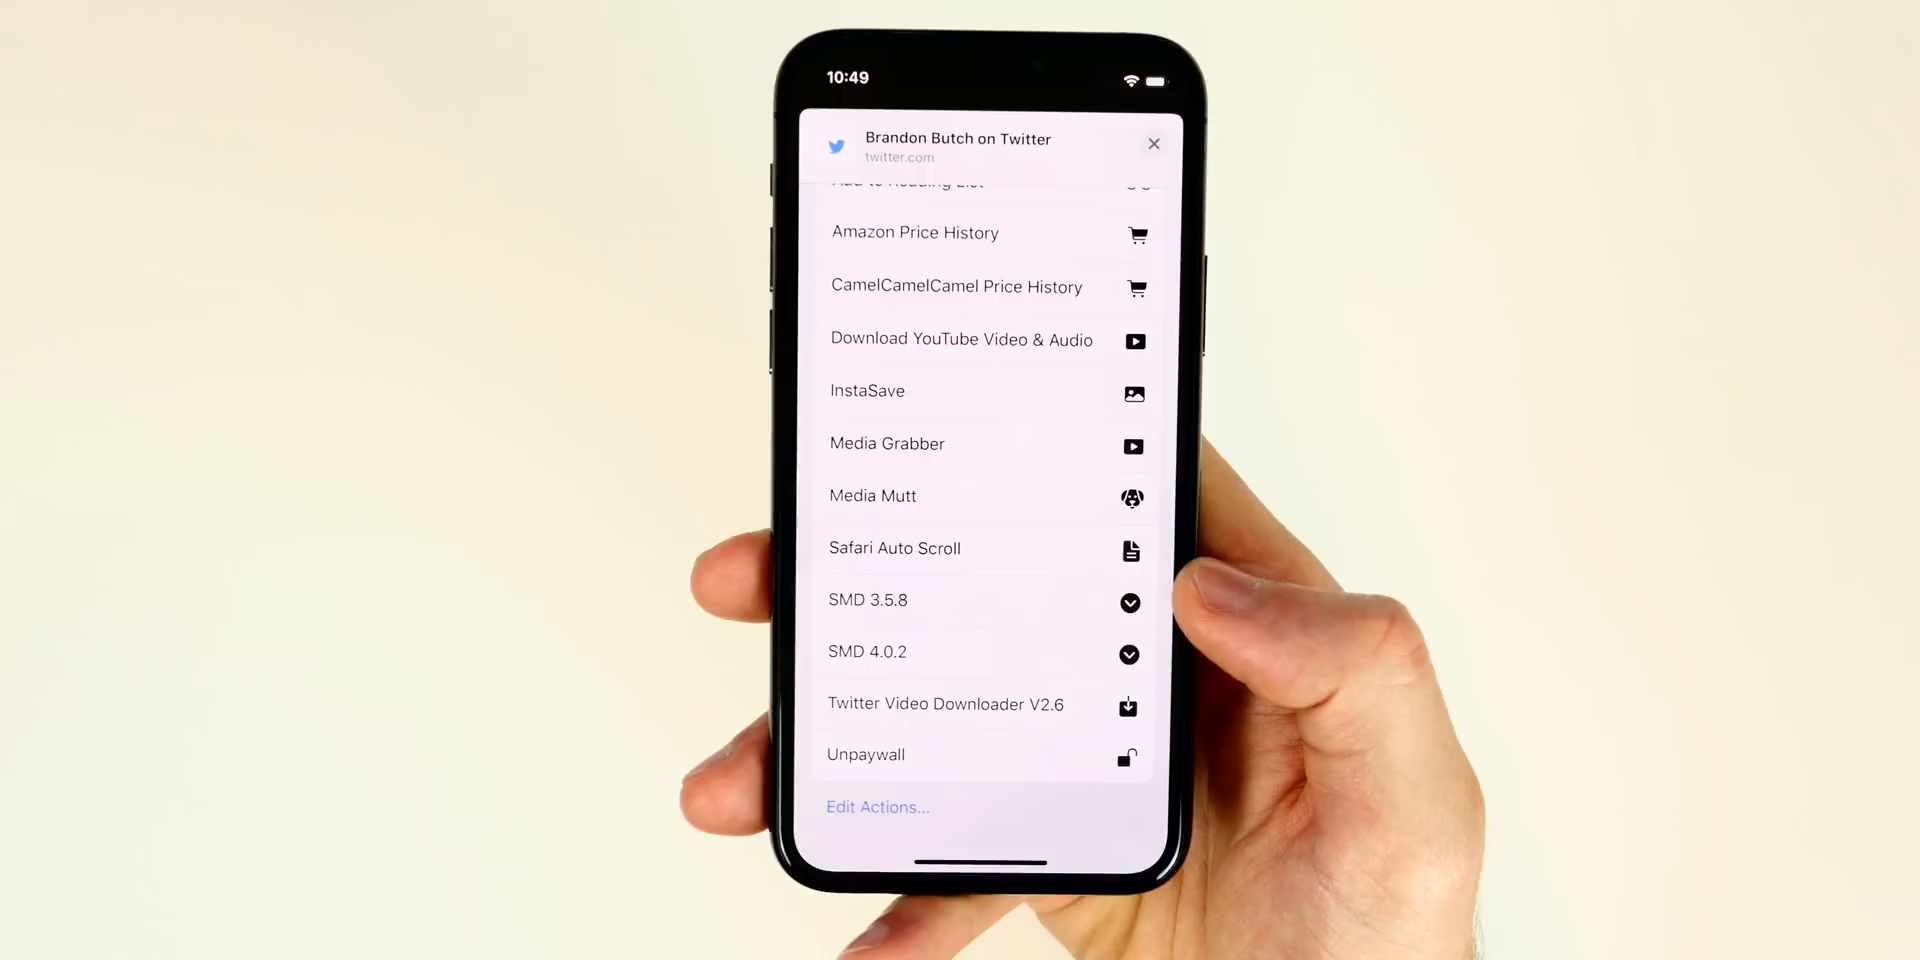 10:49
Brandon Butch on Twitter
twitter.com
Add to Reading List
Amazon Price History
CamelCamelCamel Price History
Download YouTube Video & Audio
InstaSave
Media Grabber
Media Mutt
Safari Auto Scroll
SMD 3.5.8
SMD 4.0.2
Twitter Video Downloader V2.6
Unpaywall
Edit Actions...